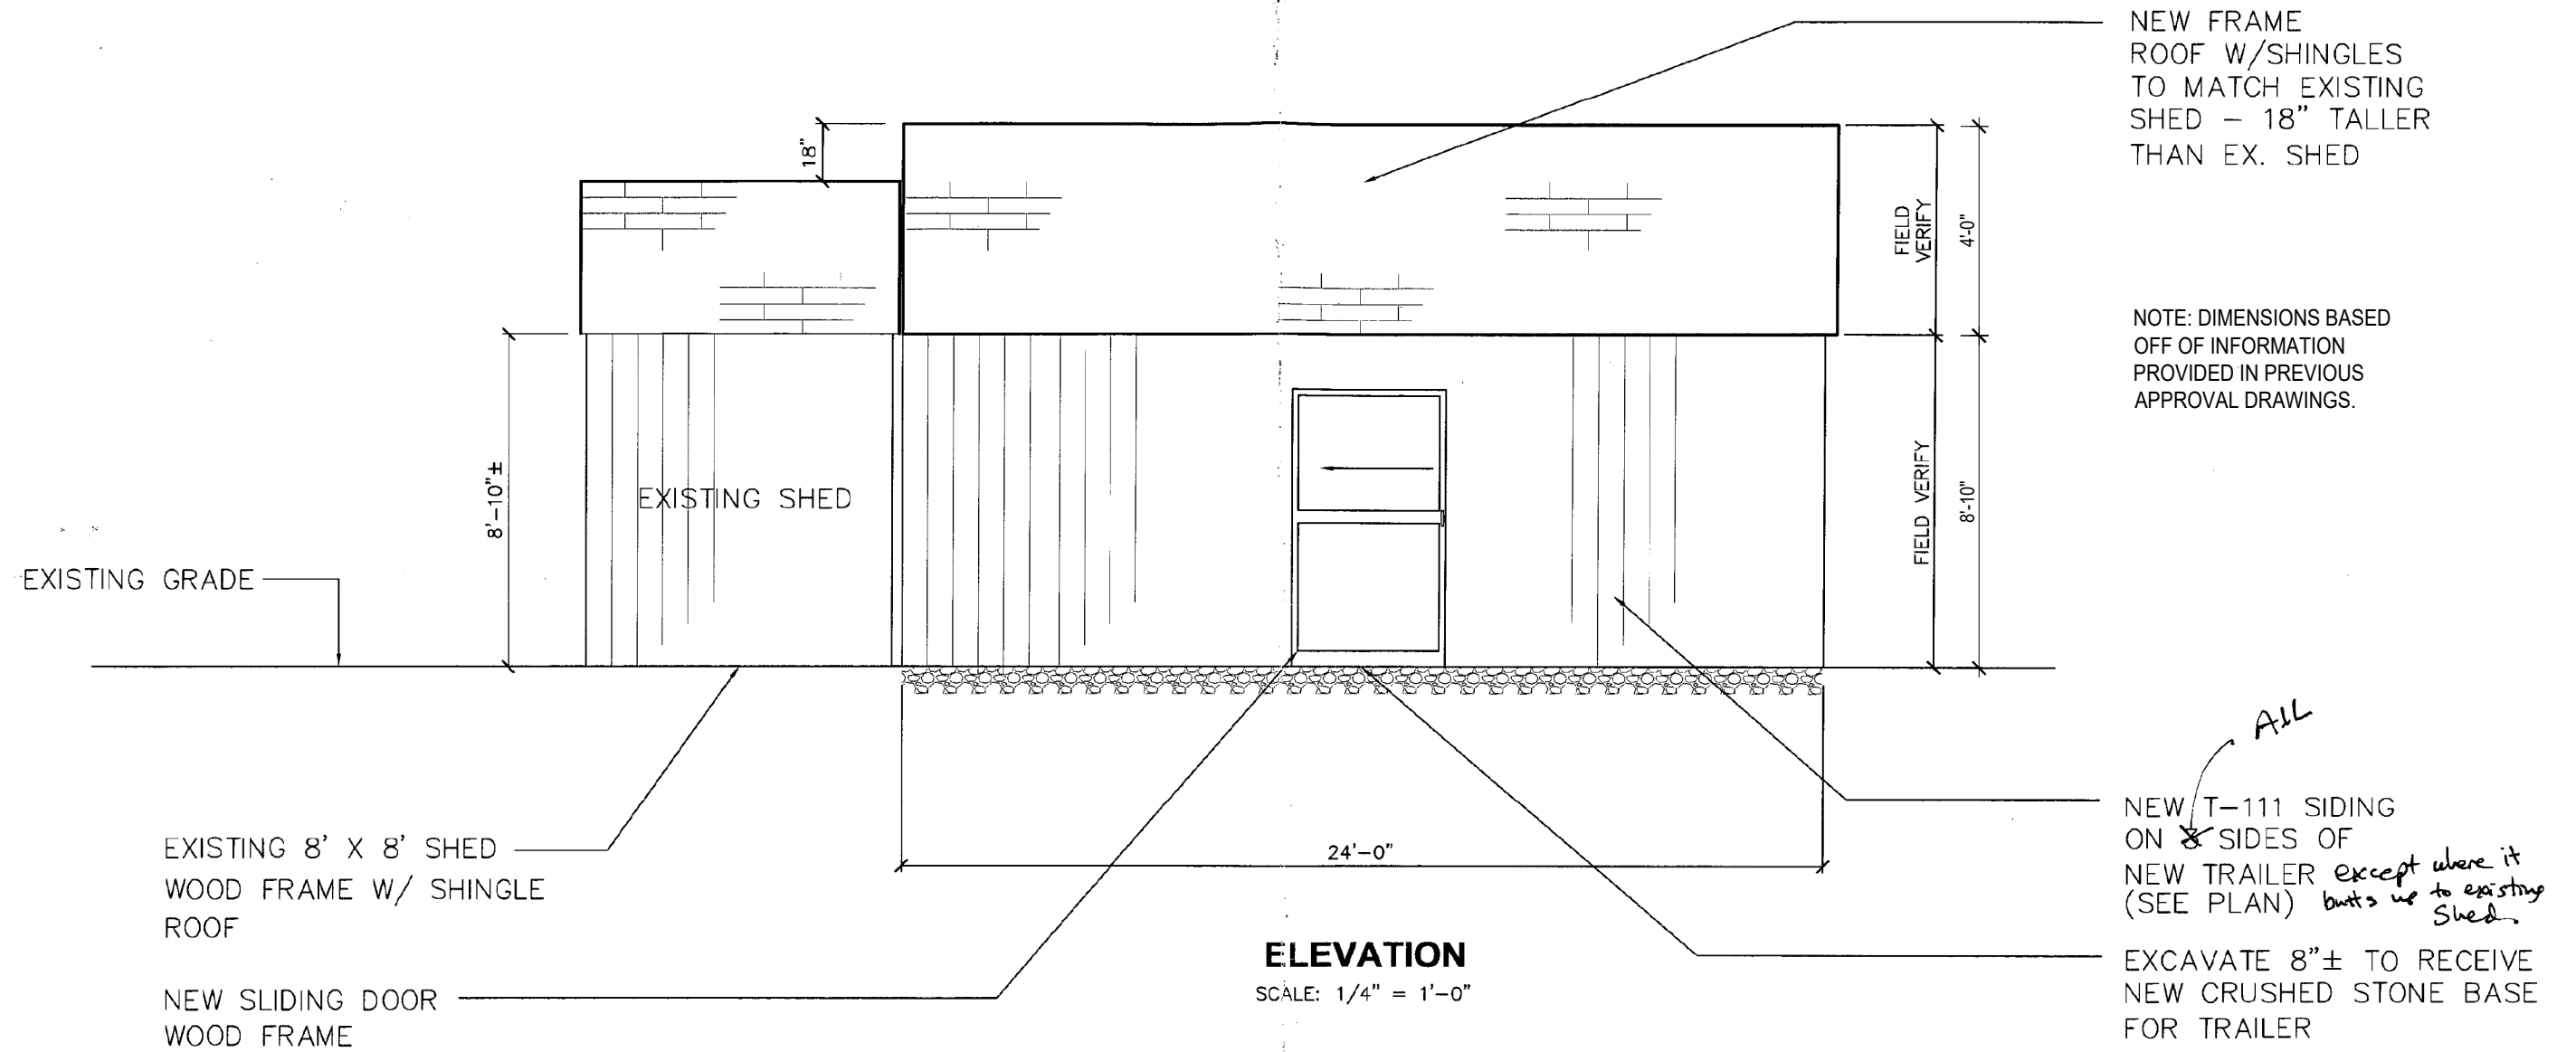 NEW FRAME
ROOF W/SHINGLES
TO MATCH EXISTING
SHED – 18" TALLER
THAN EX. SHED
18"
FIELD
VERIFY
4'-0"
NOTE: DIMENSIONS BASED
OFF OF INFORMATION
PROVIDED IN PREVIOUS
APPROVAL DRAWINGS.
8'-10"±
EXISTING SHED
FIELD VERIFY
8'-10"
EXISTING GRADE
ALL
NEW T-111 SIDING
ON SIDES OF
NEW TRAILER except where it
(SEE PLAN) butts up to existing
Shed.
EXISTING 8' X 8' SHED
WOOD FRAME W/ SHINGLE
ROOF
24'-0"
ELEVATION
SCALE: 1/4" = 1'-0"
NEW SLIDING DOOR
WOOD FRAME
EXCAVATE 8"± TO RECEIVE
NEW CRUSHED STONE BASE
FOR TRAILER